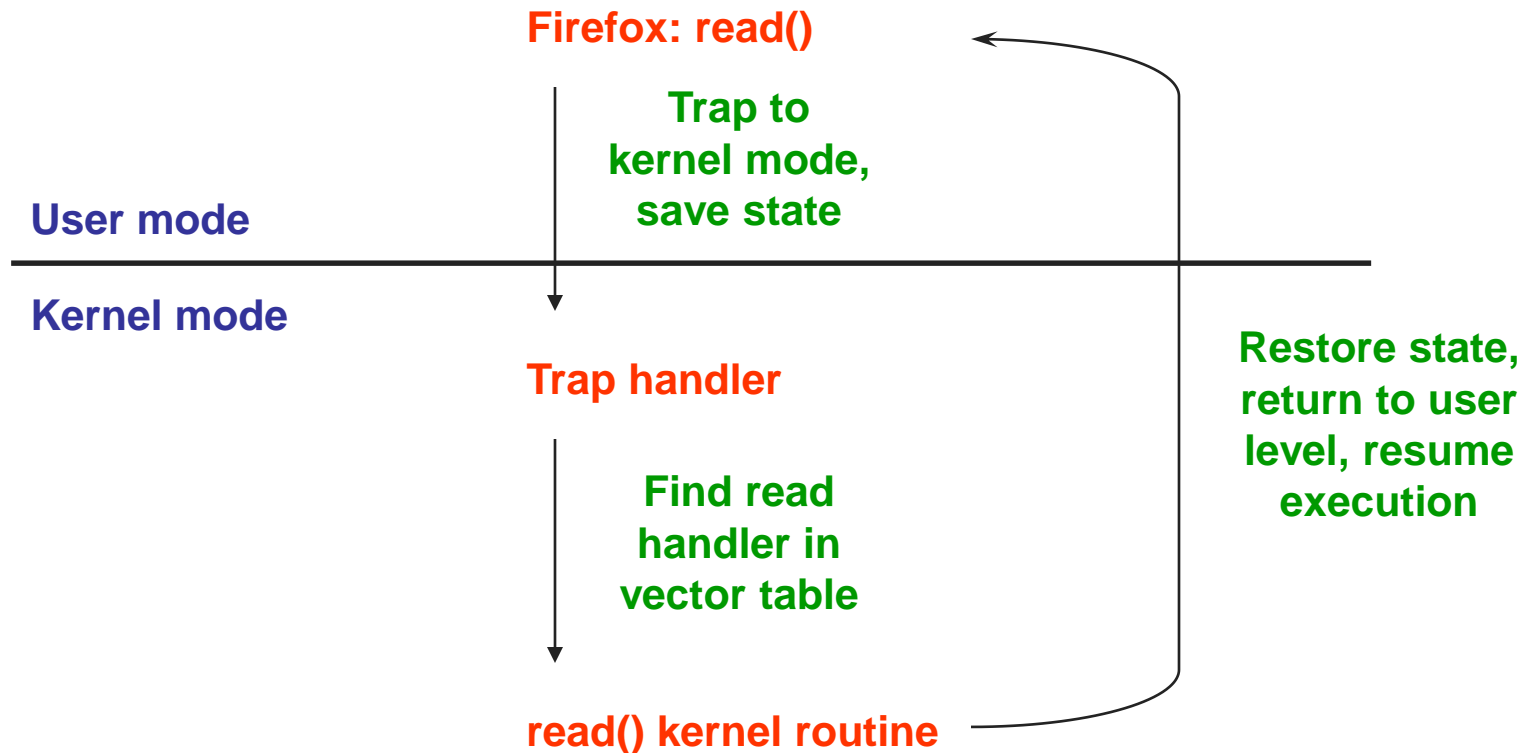 Firefox: read()
Trap to
kernel mode,
save state
User mode
Kernel mode
Trap handler
Restore state,
return to user
level, resume
execution
Find read
handler in
vector table
read() kernel routine